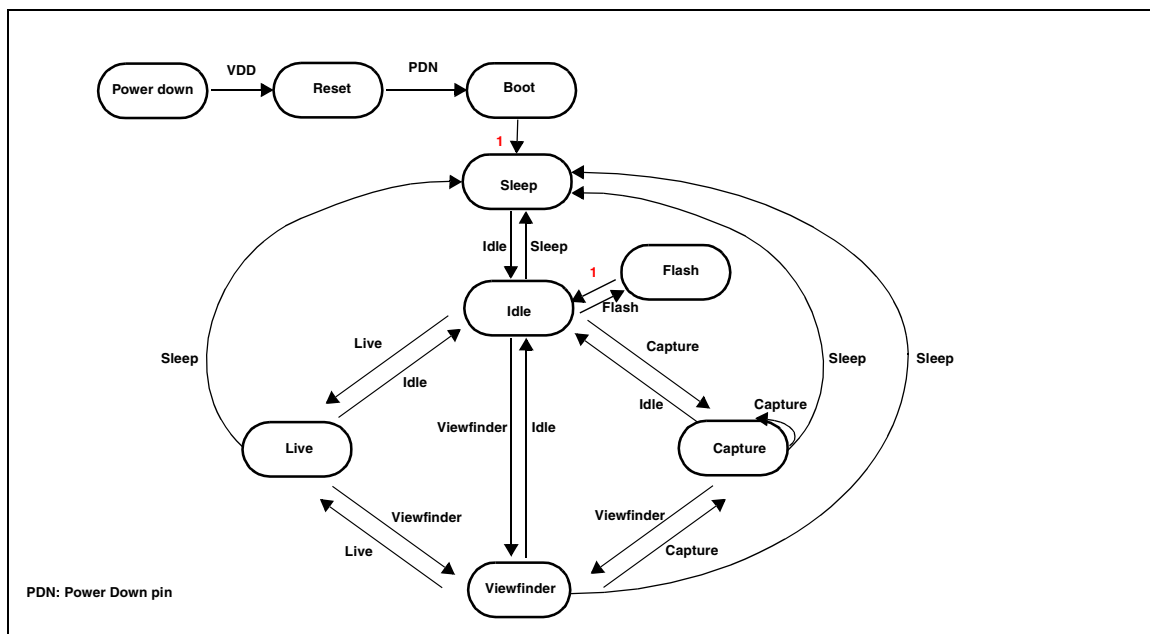 VDD
PDN
Power down
Reset
Boot
1
Sleep
Idle
Sleep
1
Flash
Flash
Idle
Live
Capture
Sleep
Idle
Idle
Sleep
Sleep
Capture
Viewfinder
Idle
Live
Capture
Viewfinder
Viewfinder
Live
Capture
Viewfinder
PDN: Power Down pin